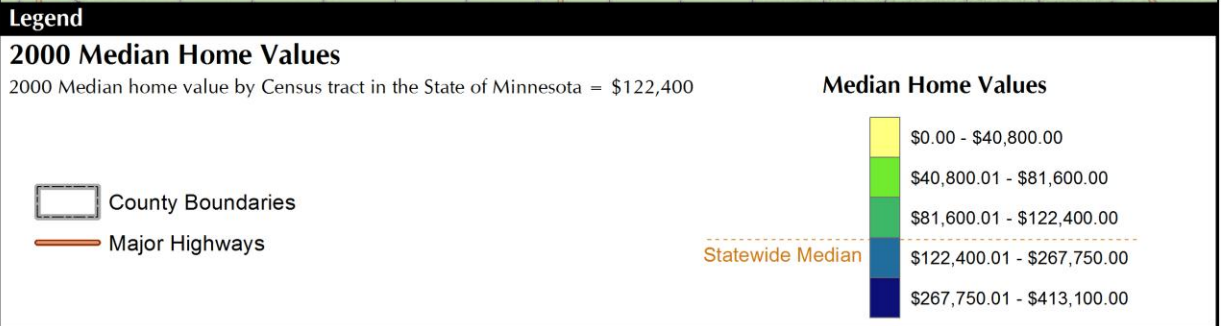 Legend
2000 Median Home Values
2000 Median home value by Census tract in the State of Minnesota = $122,400
County Boundaries
Major Highways
Median Home Values
$0.00 - $40,800.00
$40,800.01 - $81,600.00
$81,600.01 - $122,400.00
Statewide Median
$122,400.01 - $267,750.00
$267,750.01 - $413,100.00